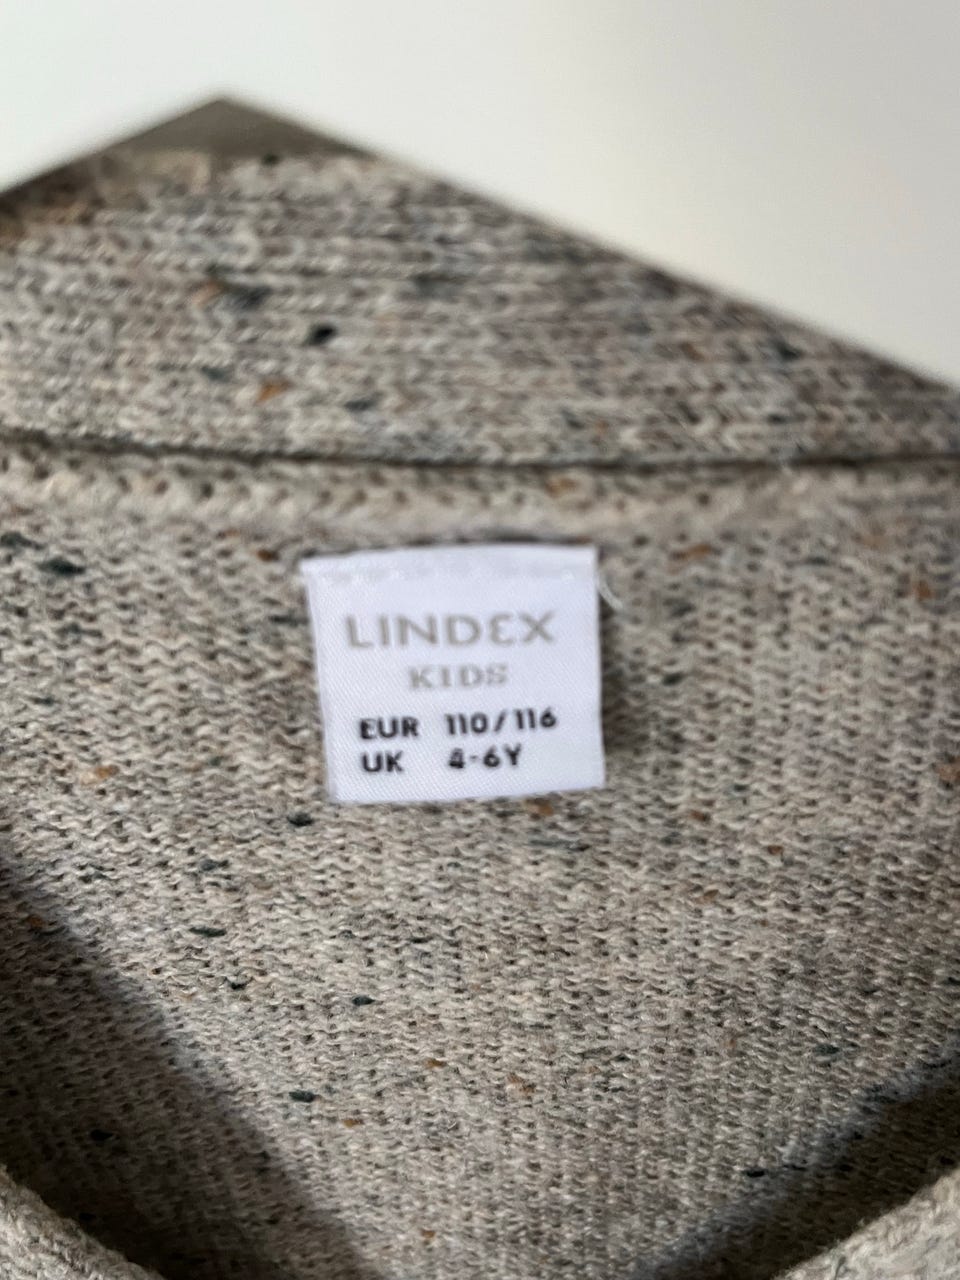 LINDEX
KIDS
EUR 110/116
UK 4-6Y